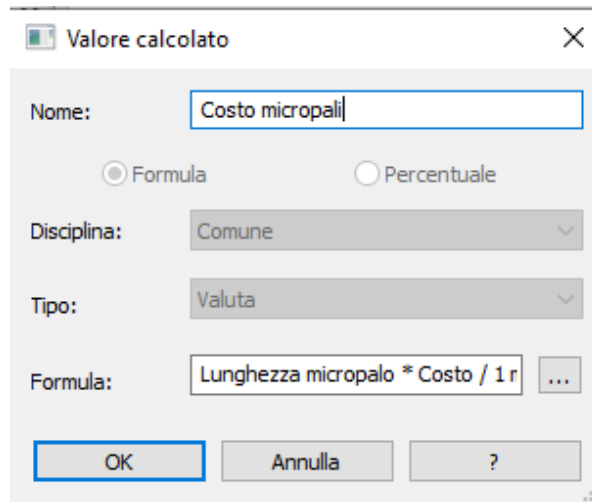 Valore calcolato
Nome: Costo micropali
Formula Percentuale
Disciplina: Comune
Tipo: Valuta
Formula: Lunghezza micropalo * Costo / 1 ...
OK Annulla ?